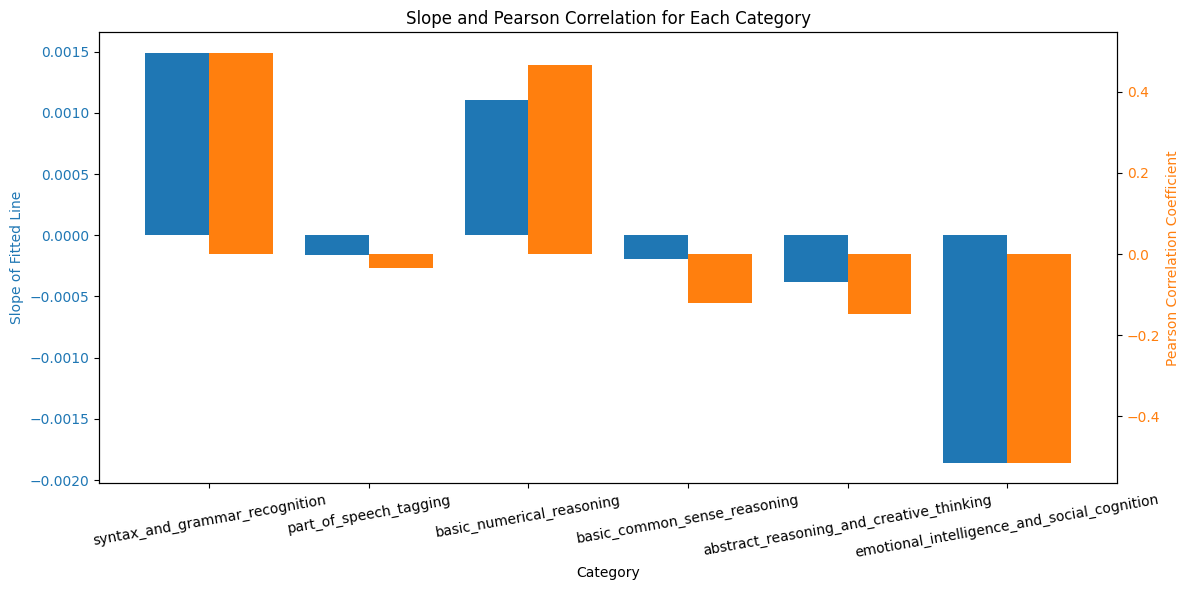 Slope and Pearson Correlation for Each Category
Slope of Fitted Line
0.0015
0.0010
0.0005
0.0000
−0.0005
−0.0010
−0.0015
−0.0020
0.4
0.2
0.0
−0.2
−0.4
Pearson Correlation Coefficient
syntax_and_grammar_recognition
part_of_speech_tagging
basic_numerical_reasoning
basic_common_sense_reasoning
abstract_reasoning_and_creative_thinking
emotional_intelligence_and_social_cognition
Category